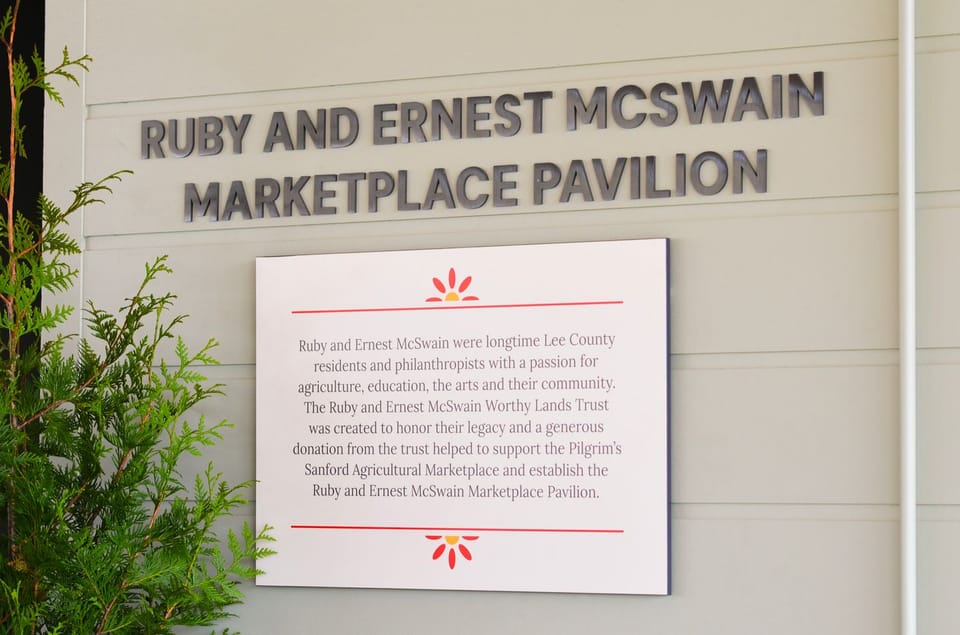 RUBY AND ERNEST MCSWAIN
MARKETPLACE PAVILION
Ruby and Ernest McSwain were longtime Lee County
residents and philanthropists with a passion for
agriculture, education, the arts and their community.
The Ruby and Ernest McSwain Worthy Lands Trust
was created to honor their legacy and a generous
donation from the trust helped to support the Pilgrim’s
Sanford Agricultural Marketplace and establish the
Ruby and Ernest McSwain Marketplace Pavilion.